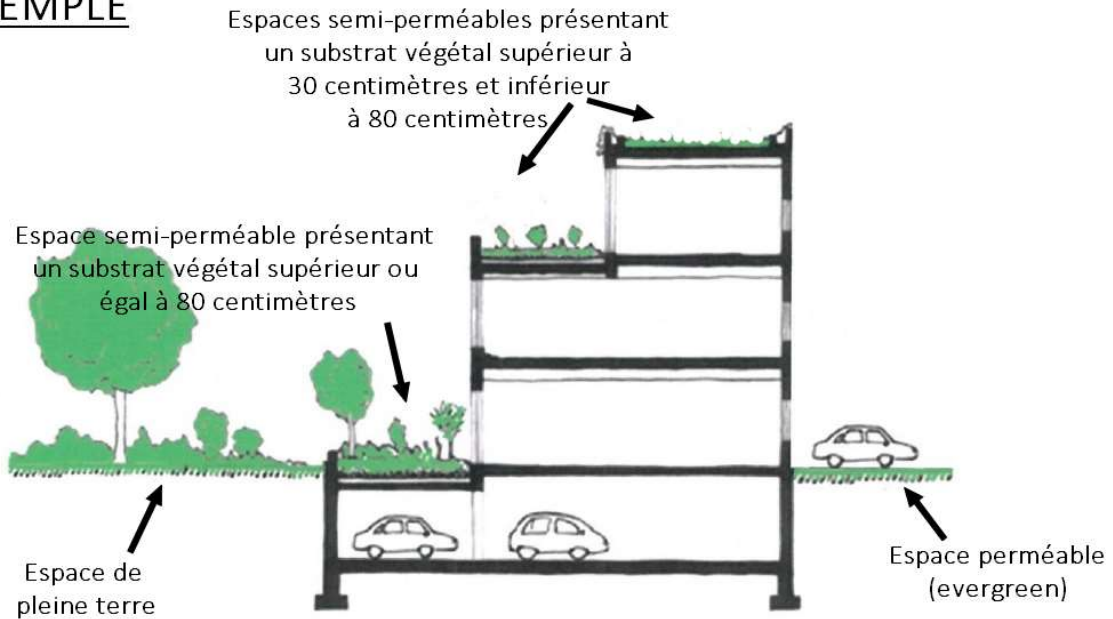 EMPLE
Espaces semi-perméables présentant
un substrat végétal supérieur à
30 centimètres et inférieur
à 80 centimètres
Espace semi-perméable présentant
un substrat végétal supérieur ou
égal à 80 centimètres
Espace de
pleine terre
Espace perméable
(evergreen)